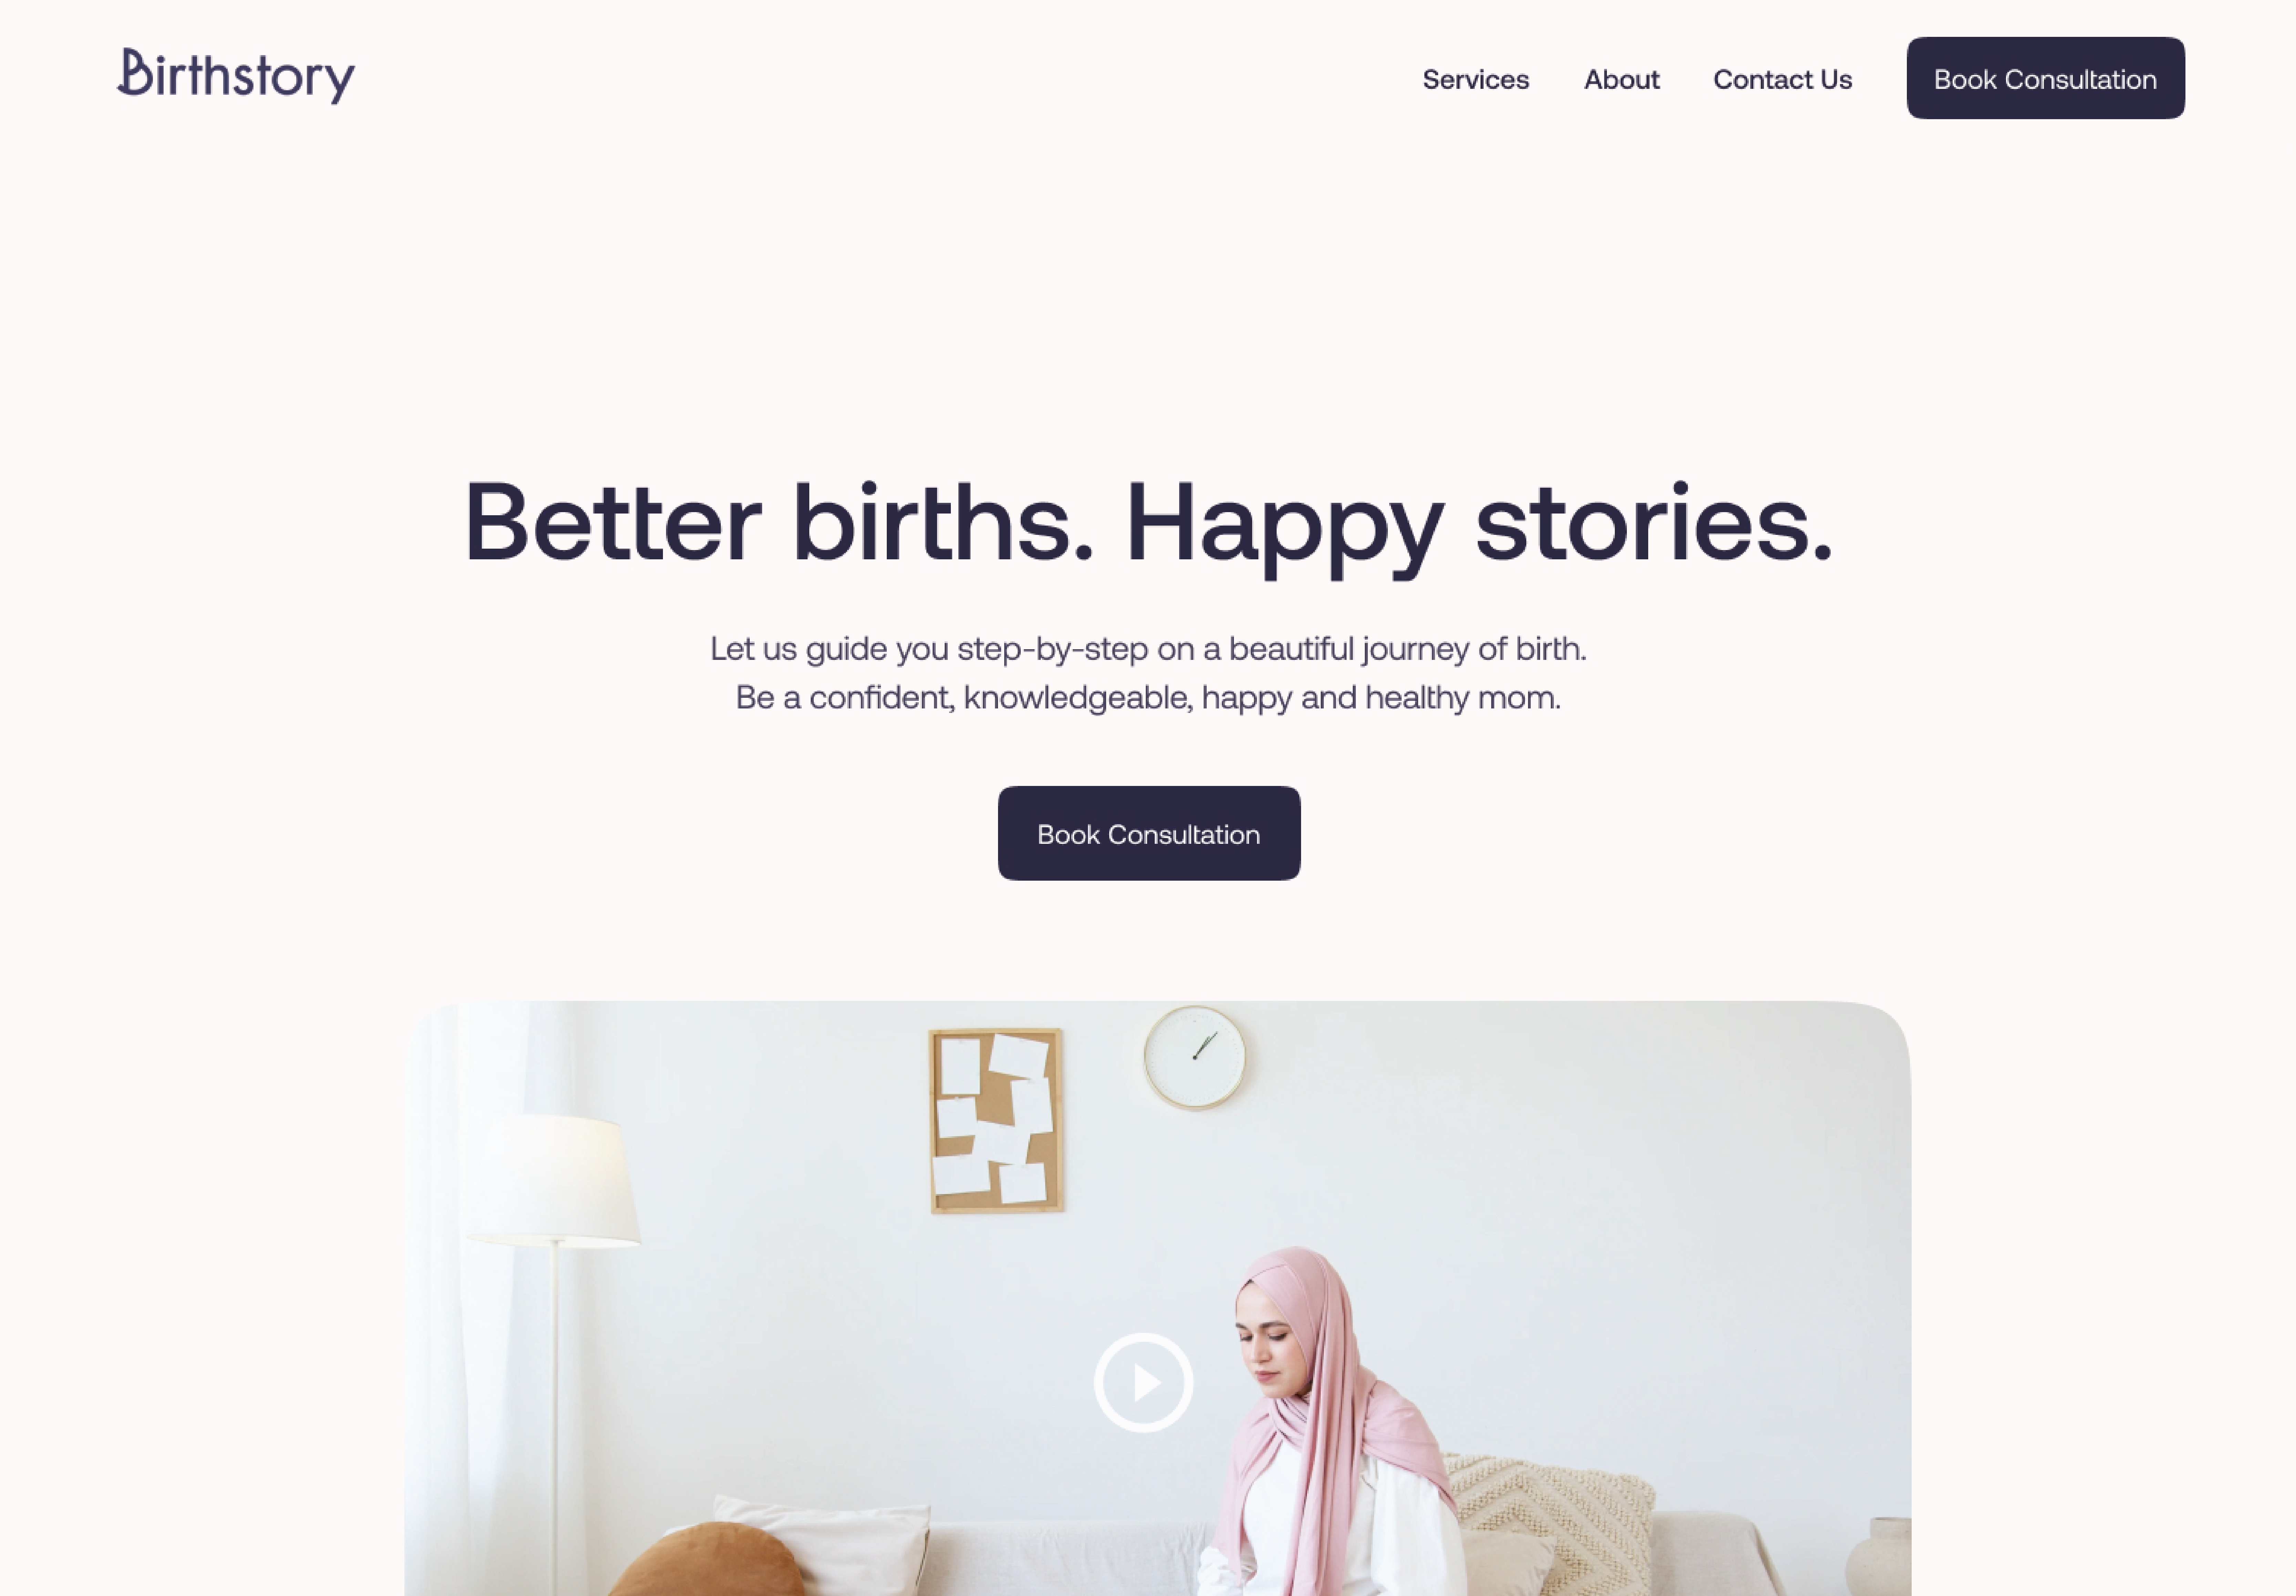 Birthstory
Services
About
Contact Us
Book Consultation
Better births. Happy stories.
Let us guide you step-by-step on a beautiful journey of birth.
Be a confident, knowledgeable, happy and healthy mom.
Book Consultation